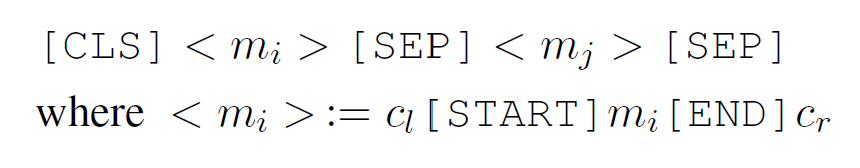 [CLS] < m_i > [SEP] < m_j > [SEP]
where < m_i > := c_l [START] m_i [END] c_r